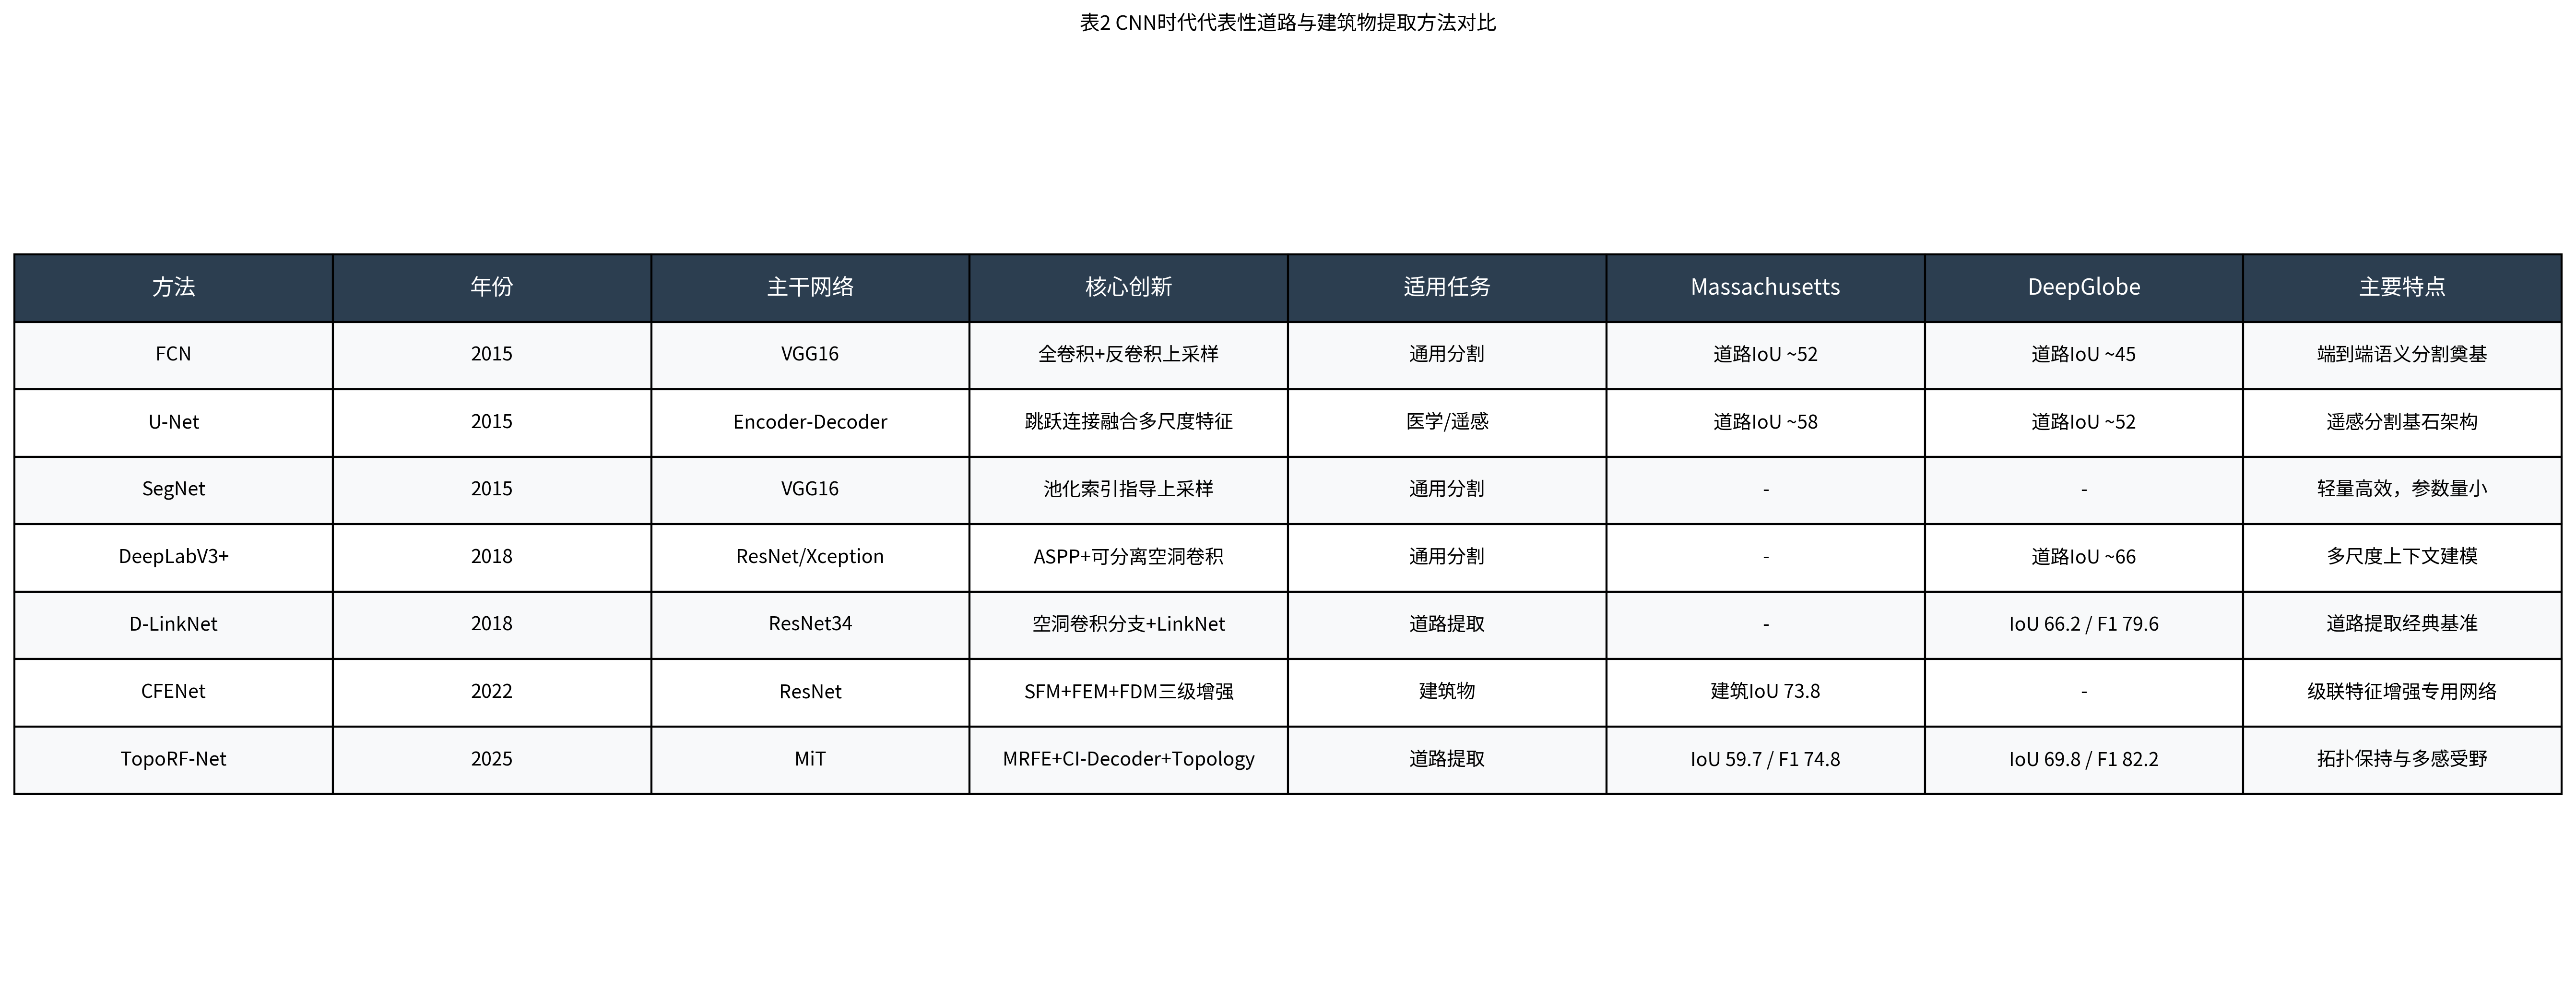 表2 CNN时代代表性道路与建筑物提取方法对比
方法 年份 主干网络 核心创新 适用任务 Massachusetts DeepGlobe 主要特点
FCN 2015 VGG16 全卷积+反卷积上采样 通用分割 道路IoU ~52 道路IoU ~45 端到端语义分割奠基
U-Net 2015 Encoder-Decoder 跳跃连接融合多尺度特征 医学/遥感 道路IoU ~58 道路IoU ~52 遥感分割基石架构
SegNet 2015 VGG16 池化索引指导上采样 通用分割 - - 轻量高效，参数量小
DeepLabV3+ 2018 ResNet/Xception ASPP+可分离空洞卷积 通用分割 - 道路IoU ~66 多尺度上下文建模
D-LinkNet 2018 ResNet34 空洞卷积分支+LinkNet 道路提取 - IoU 66.2 / F1 79.6 道路提取经典基准
CFENet 2022 ResNet SFM+FEM+FDM三级增强 建筑物 建筑IoU 73.8 - 级联特征增强专用网络
TopoRF-Net 2025 MiT MRFE+CI-Decoder+Topology 道路提取 IoU 59.7 / F1 74.8 IoU 69.8 / F1 82.2 拓扑保持与多感受野